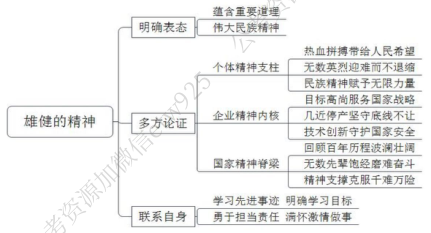 雄健的精神
明确表态
蕴含重要道理
伟大民族精神
多方论证
个体精神支柱
热血拼搏带给人民希望
无数英烈迎难而不退缩
民族精神赋予无限力量
企业精神内核
目标高尚服务国家战略
几近停产坚守底线不让
技术创新守护国家安全
国家精神脊梁
回顾百年历程波澜壮阔
无数先辈饱经磨难奋斗
精神支撑克服千难万险
联系自身
学习先进事迹 明确学习目标
勇于担当责任 满怀激情做事